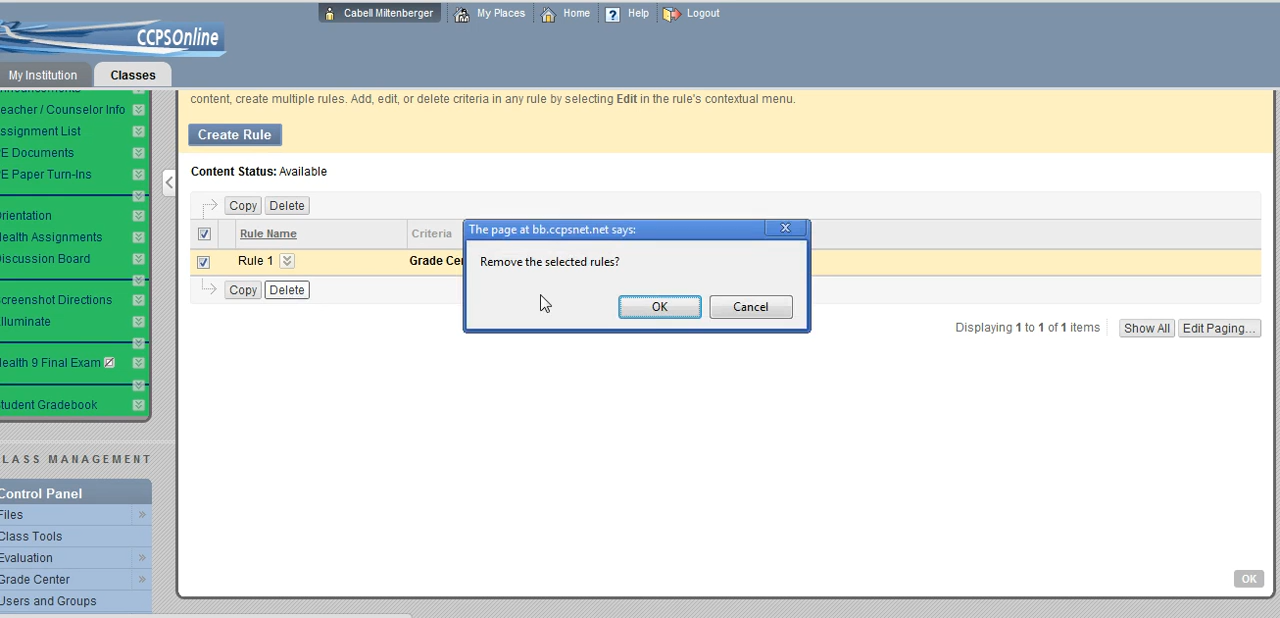 Cabell Miltenberger My Places Home Help Logout
CCPSOnline
My Institution Classes
content, create multiple rules. Add, edit, or delete criteria in any rule by selecting Edit in the rule's contextual menu.
eacher / Counselor Info
ssignment List
E Documents
E Paper Turn-Ins
rientation
ealth Assignments
iscussion Board
creenshot Directions
lluminate
ealth 9 Final Exam
tudent Gradebook
LASS MANAGEMENT
Control Panel
Files
Class Tools
Evaluation
Grade Center
Users and Groups
Create Rule
Content Status: Available
Copy Delete
Rule Name Criteria
Rule 1 Grade Cer
Copy Delete
The page at bb.ccpsnet.net says:
Remove the selected rules?
OK Cancel
Displaying 1 to 1 of 1 items Show All Edit Paging...
OK